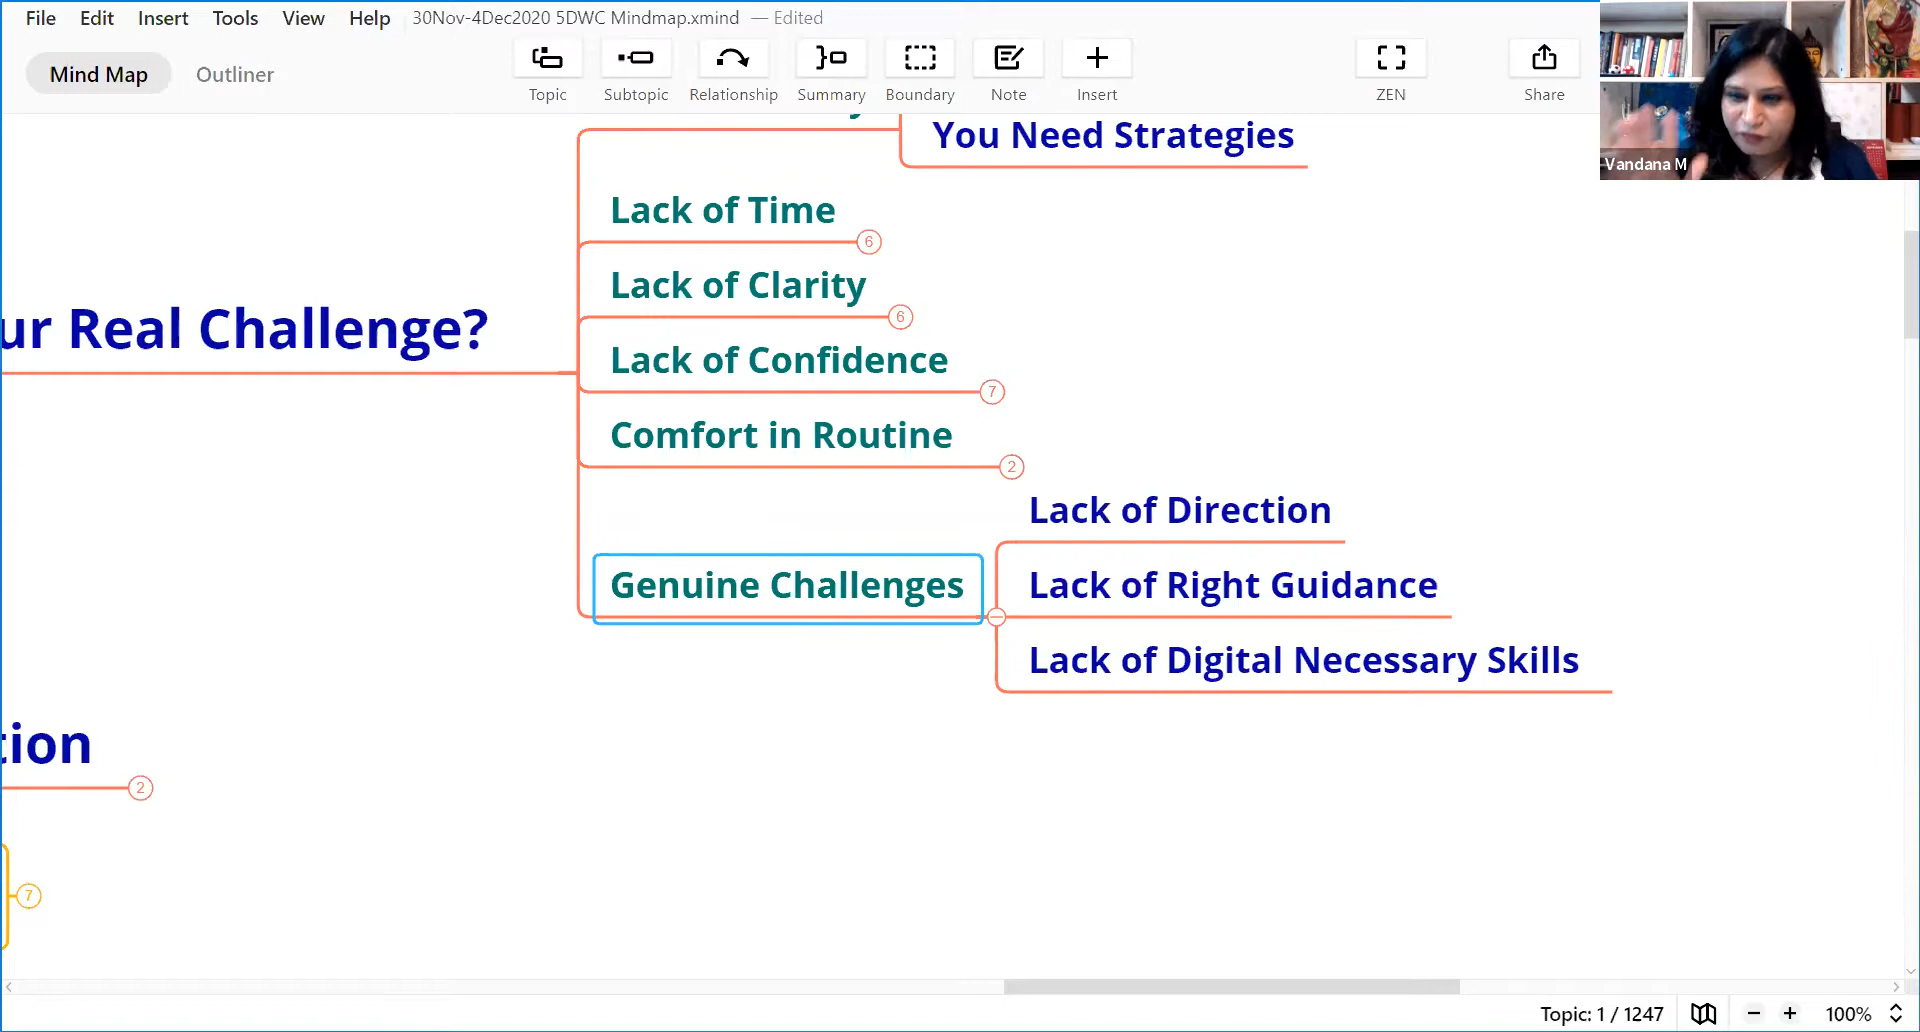 File Edit Insert Tools View Help 30Nov-4Dec2020 5DWC Mindmap.xmind — Edited
Mind Map Outliner
Topic Subtopic Relationship Summary Boundary Note Insert ZEN Share
Vandana M
You Need Strategies
Lack of Time
6
Lack of Clarity
6
ur Real Challenge?
Lack of Confidence
7
Comfort in Routine
2
Lack of Direction
Genuine Challenges
Lack of Right Guidance
Lack of Digital Necessary Skills
tion
2
7
Topic: 1 / 1247 100%